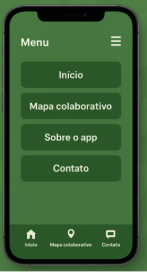 Menu
Início
Mapa colaborativo
Sobre o app
Contato
Início
Mapa colaborativo
Contato